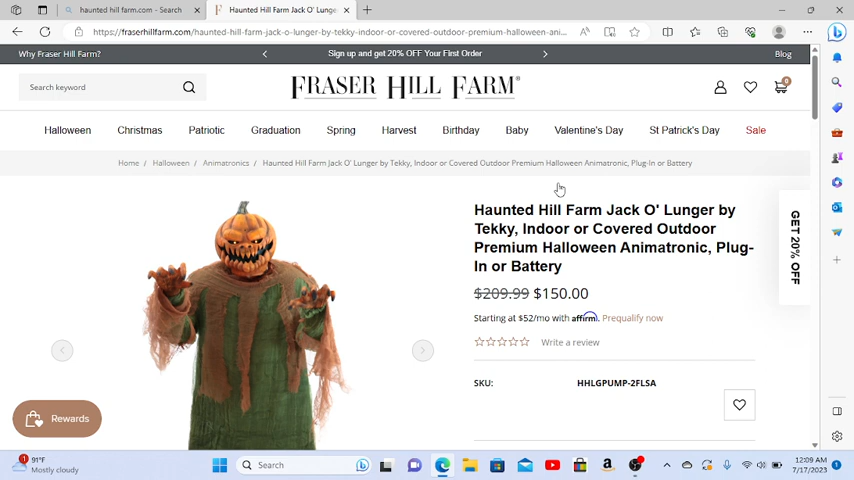 haunted hill farm.com - Search
Haunted Hill Farm Jack O' Lunger
https://fraserhillfarm.com/haunted-hill-farm-jack-o-lunger-by-tekky-indoor-or-covered-outdoor-premium-halloween-ani...
Why Fraser Hill Farm?
Sign up and get 20% OFF Your First Order
Blog
Search keyword
FRASER HILL FARM®
0
Halloween
Christmas
Patriotic
Graduation
Spring
Harvest
Birthday
Baby
Valentine's Day
St Patrick's Day
Sale
Home / Halloween / Animatronics / Haunted Hill Farm Jack O' Lunger by Tekky, Indoor or Covered Outdoor Premium Halloween Animatronic, Plug-In or Battery
Haunted Hill Farm Jack O' Lunger by
Tekky, Indoor or Covered Outdoor
Premium Halloween Animatronic, Plug-
In or Battery
$209.99 $150.00
Starting at $52/mo with affirm. Prequalify now
Write a review
SKU:
HHLGPUMP-2FLSA
GET 20% OFF
Rewards
1
91°F
Mostly cloudy
Search
12:09 AM
7/17/2023
1